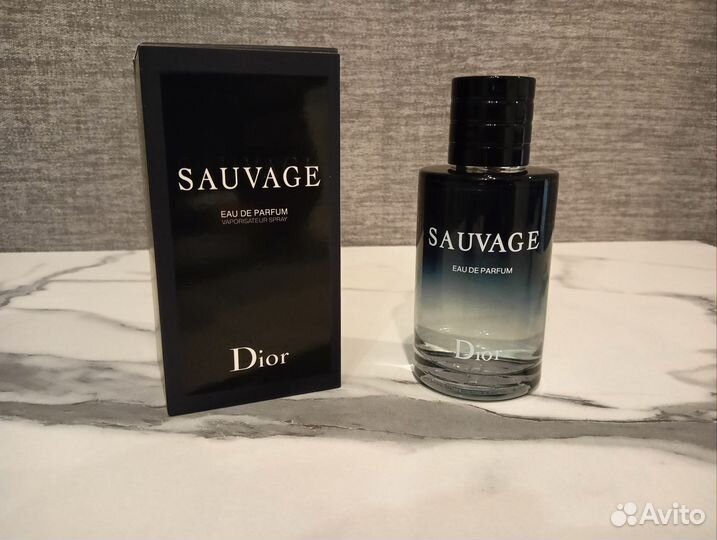 SAUVAGE
EAU DE PARFUM
VAPORISATEUR SPRAY
Dior
SAUVAGE
EAU DE PARFUM
Dior
Avito